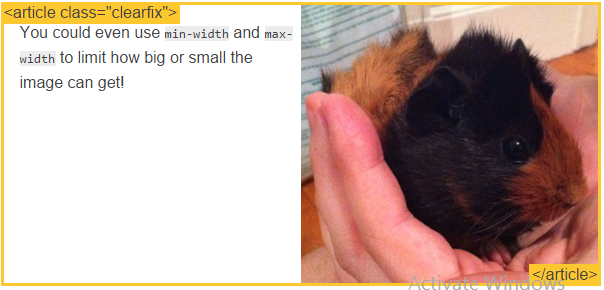 <article class="clearfix">
You could even use min-width and max-
width to limit how big or small the
image can get!
</article>
Activate Windows